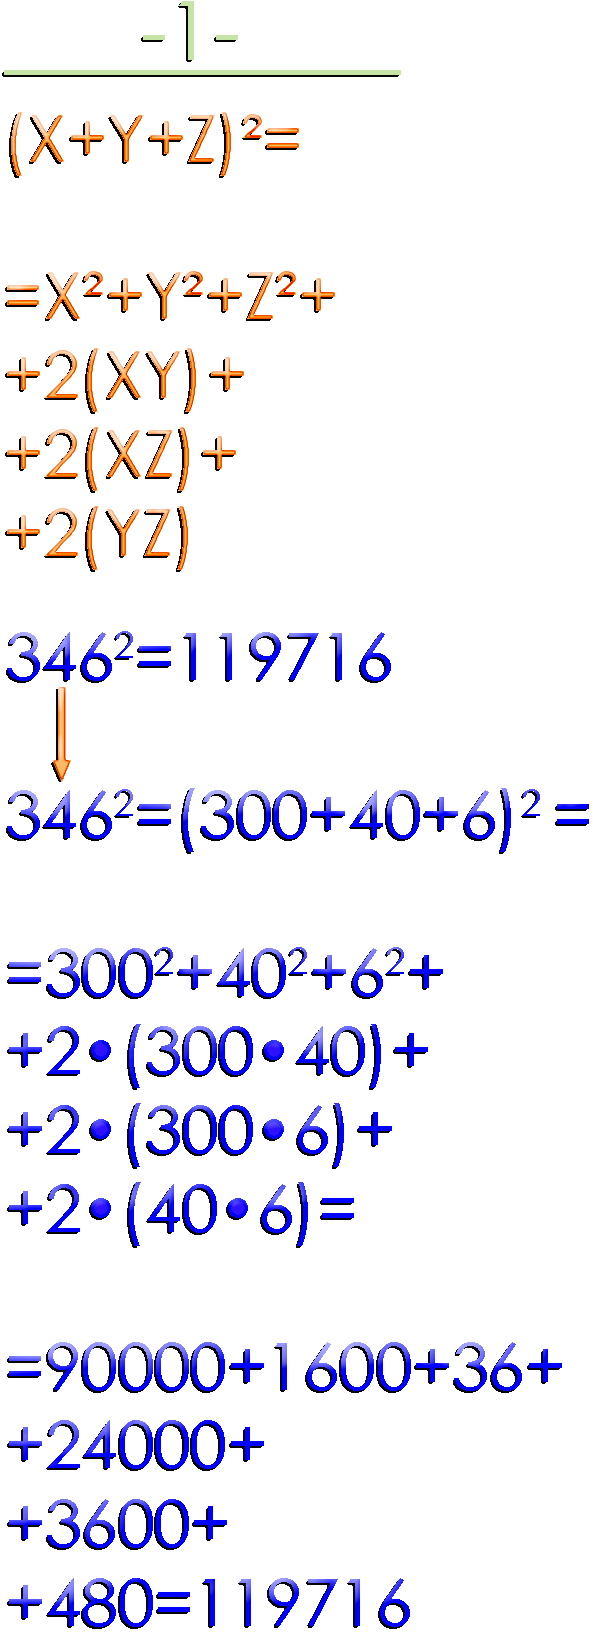 -1-
(X+Y+Z)²=
=X²+Y²+Z²+
+2(XY)+
+2(XZ)+
+2(YZ)
346²=119716
346²=(300+40+6)²=
=300²+40²+6²+
+2•(300•40)+
+2•(300•6)+
+2•(40•6)=
=90000+1600+36+
+24000+
+3600+
+480=119716